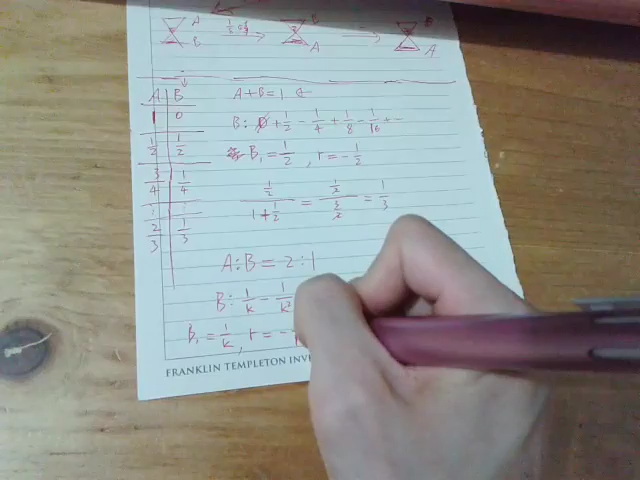 A B A B A
A B A+B=1
1 0 B: 0+1/2-1/4+1/8-1/16+--
1/2 1/2 B₁=1/2, r=-1/2
3/4 1/4 (1/2)/(1+1/2) = (1/2)/(3/2) = 1/3
2/3 1/3
A:B=2:1
B: 1/k - 1/k²
B₁=1/k, r=-
FRANKLIN TEMPLETON INV